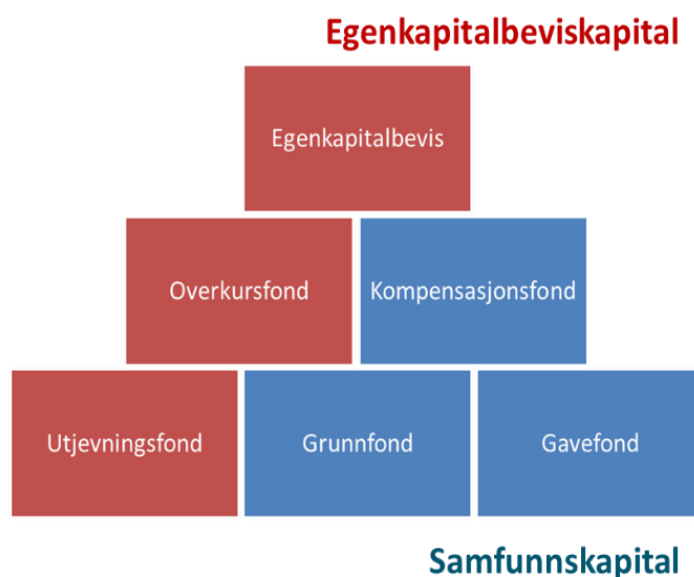 Egenkapitalbeviskapital
Egenkapitalbevis
Overkursfond
Kompensasjonsfond
Utjevningsfond
Grunnfond
Gavefond
Samfunnskapital